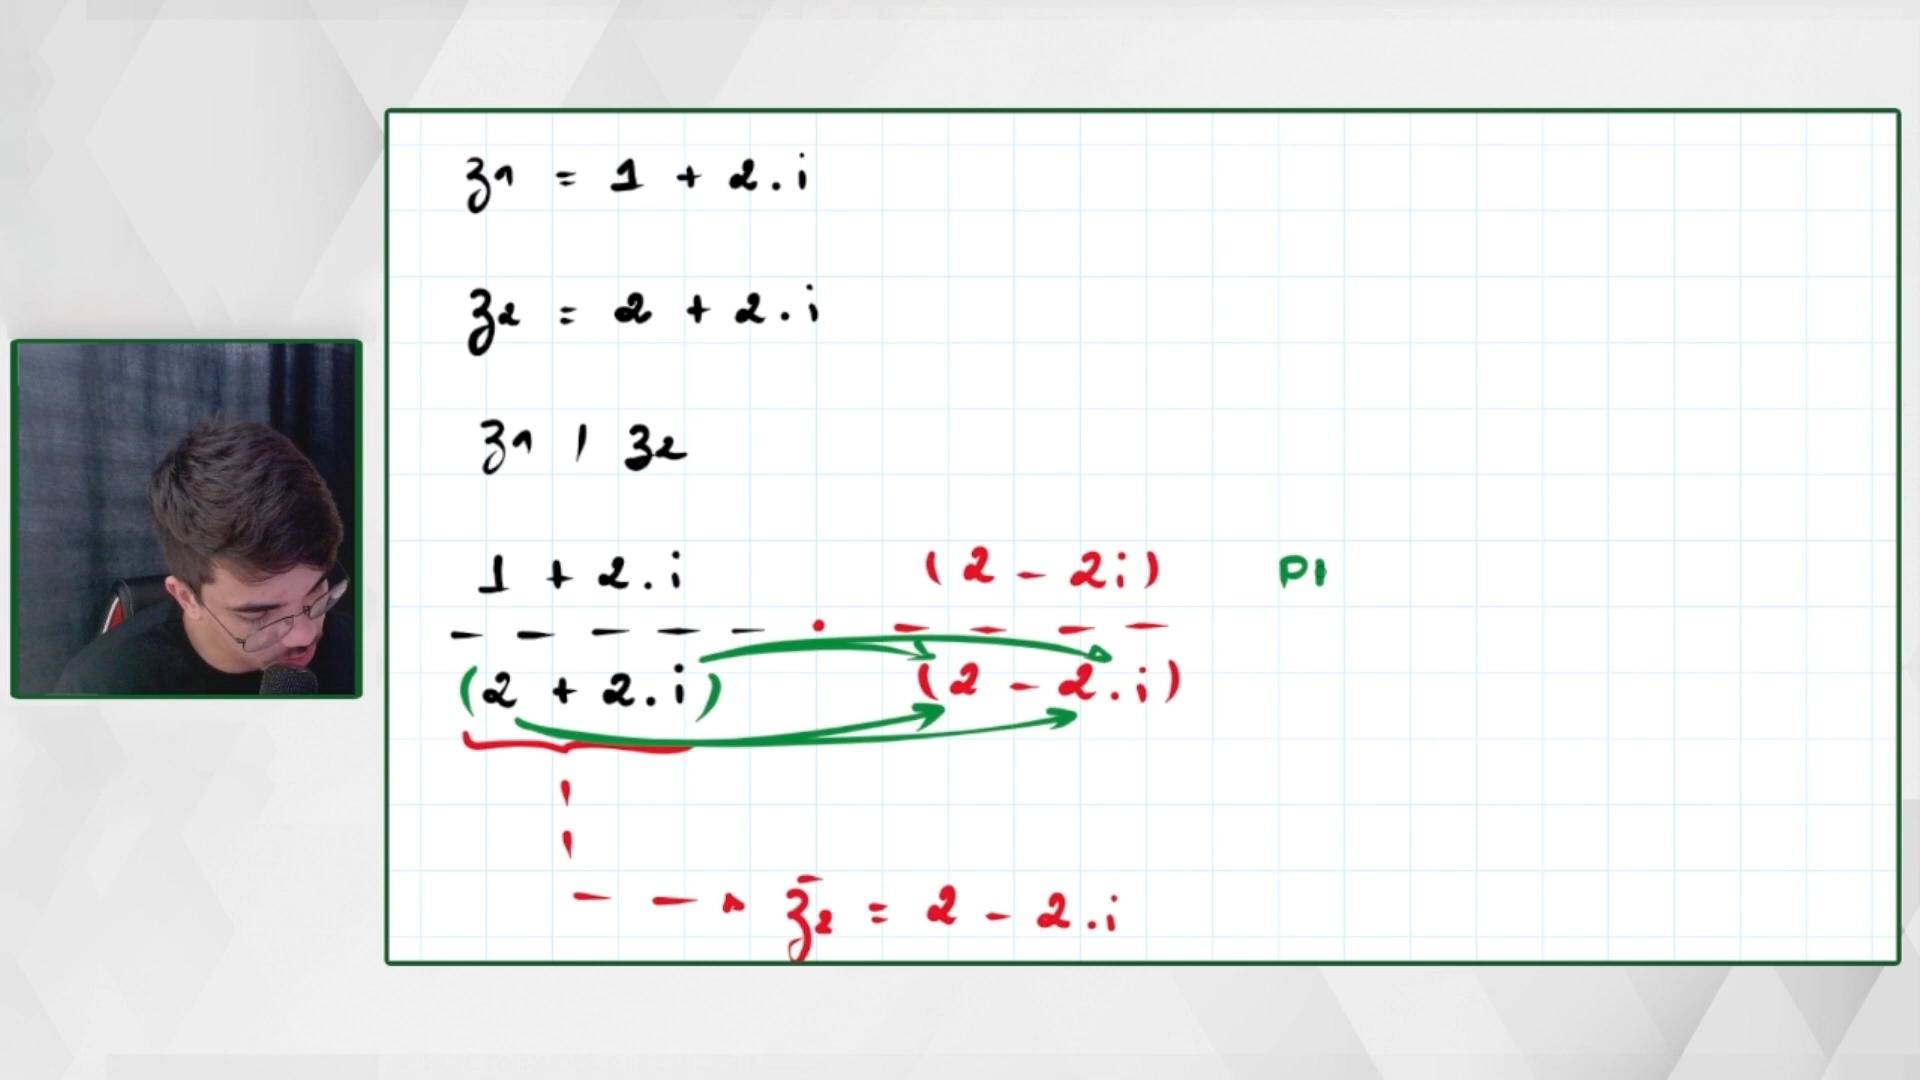 z1 = 1 + 2.i
z2 = 2 + 2.i
z1 / z2
1 + 2.i (2 - 2i) PI
(2 + 2.i) . (2 - 2.i)
z̄2 = 2 - 2.i